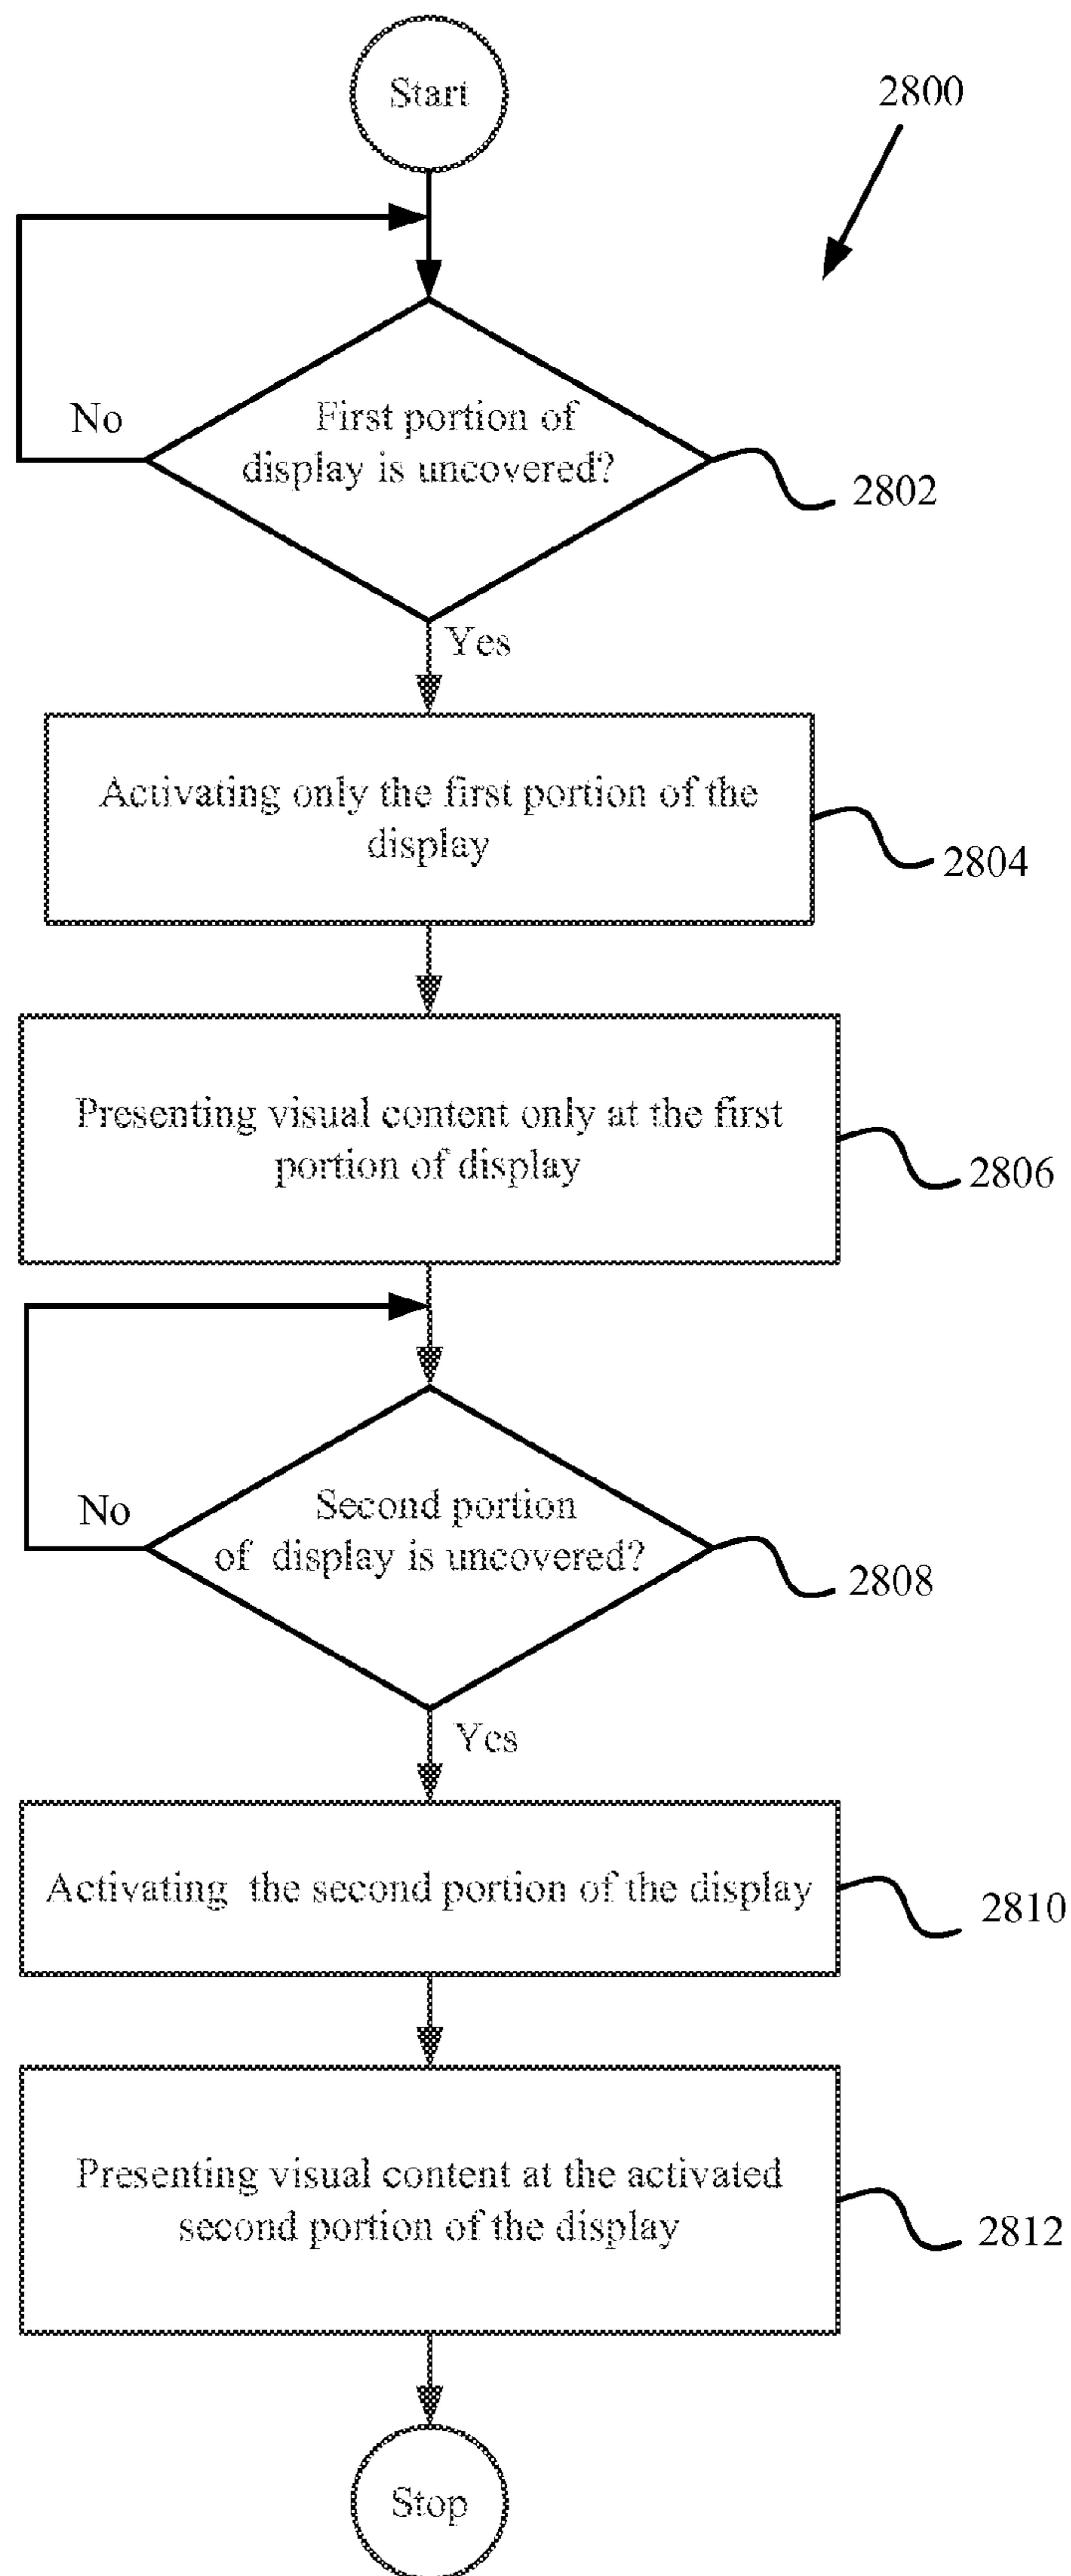 Start
2800
First portion of
display is uncovered?
No
2802
Yes
Activating only the first portion of the
display
2804
Presenting visual content only at the first
portion of display
2806
Second portion
of display is uncovered?
No
2808
Yes
Activating the second portion of the display
2810
Presenting visual content at the activated
second portion of the display
2812
Stop